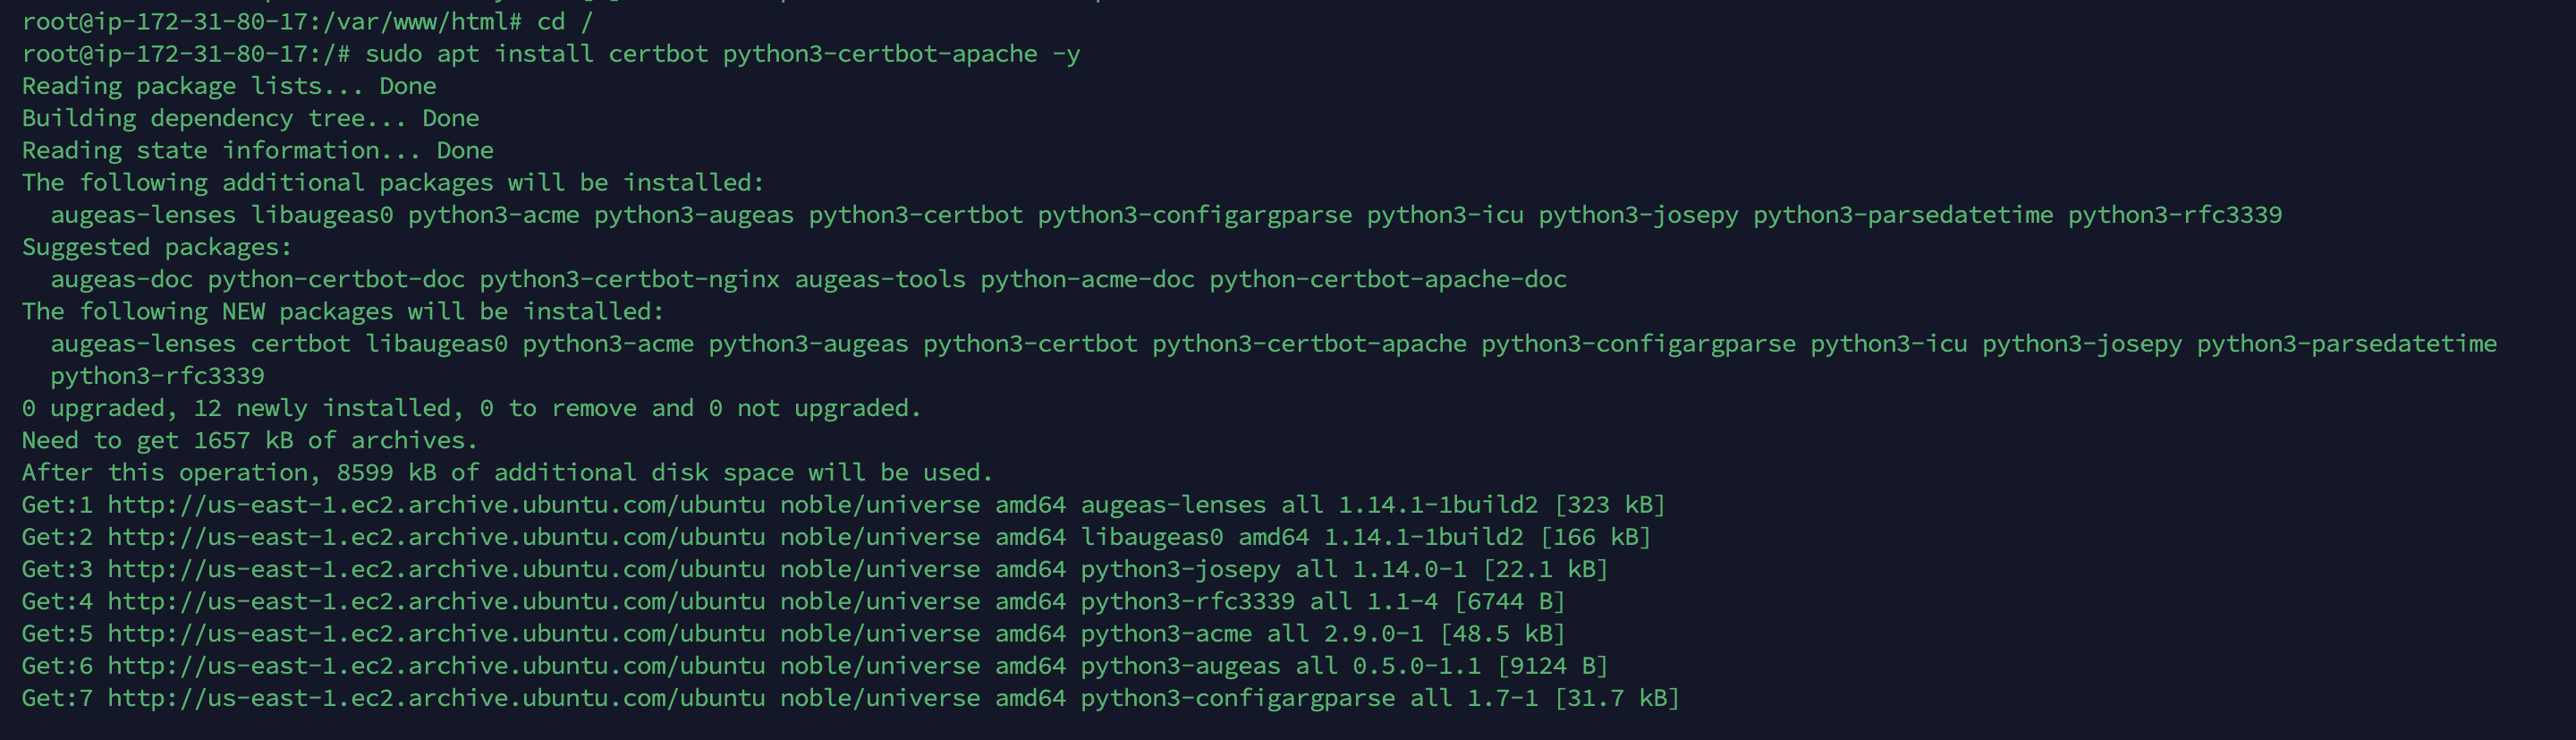 root@ip-172-31-80-17:/var/www/html# cd /
root@ip-172-31-80-17:/# sudo apt install certbot python3-certbot-apache -y
Reading package lists... Done
Building dependency tree... Done
Reading state information... Done
The following additional packages will be installed:
  augeas-lenses libaugeas0 python3-acme python3-augeas python3-certbot python3-configargparse python3-icu python3-josepy python3-parsedatetime python3-rfc3339
Suggested packages:
  augeas-doc python-certbot-doc python3-certbot-nginx augeas-tools python-acme-doc python-certbot-apache-doc
The following NEW packages will be installed:
  augeas-lenses certbot libaugeas0 python3-acme python3-augeas python3-certbot python3-certbot-apache python3-configargparse python3-icu python3-josepy python3-parsedatetime
  python3-rfc3339
0 upgraded, 12 newly installed, 0 to remove and 0 not upgraded.
Need to get 1657 kB of archives.
After this operation, 8599 kB of additional disk space will be used.
Get:1 http://us-east-1.ec2.archive.ubuntu.com/ubuntu noble/universe amd64 augeas-lenses all 1.14.1-1build2 [323 kB]
Get:2 http://us-east-1.ec2.archive.ubuntu.com/ubuntu noble/universe amd64 libaugeas0 amd64 1.14.1-1build2 [166 kB]
Get:3 http://us-east-1.ec2.archive.ubuntu.com/ubuntu noble/universe amd64 python3-josepy all 1.14.0-1 [22.1 kB]
Get:4 http://us-east-1.ec2.archive.ubuntu.com/ubuntu noble/universe amd64 python3-rfc3339 all 1.1-4 [6744 B]
Get:5 http://us-east-1.ec2.archive.ubuntu.com/ubuntu noble/universe amd64 python3-acme all 2.9.0-1 [48.5 kB]
Get:6 http://us-east-1.ec2.archive.ubuntu.com/ubuntu noble/universe amd64 python3-augeas all 0.5.0-1.1 [9124 B]
Get:7 http://us-east-1.ec2.archive.ubuntu.com/ubuntu noble/universe amd64 python3-configargparse all 1.7-1 [31.7 kB]